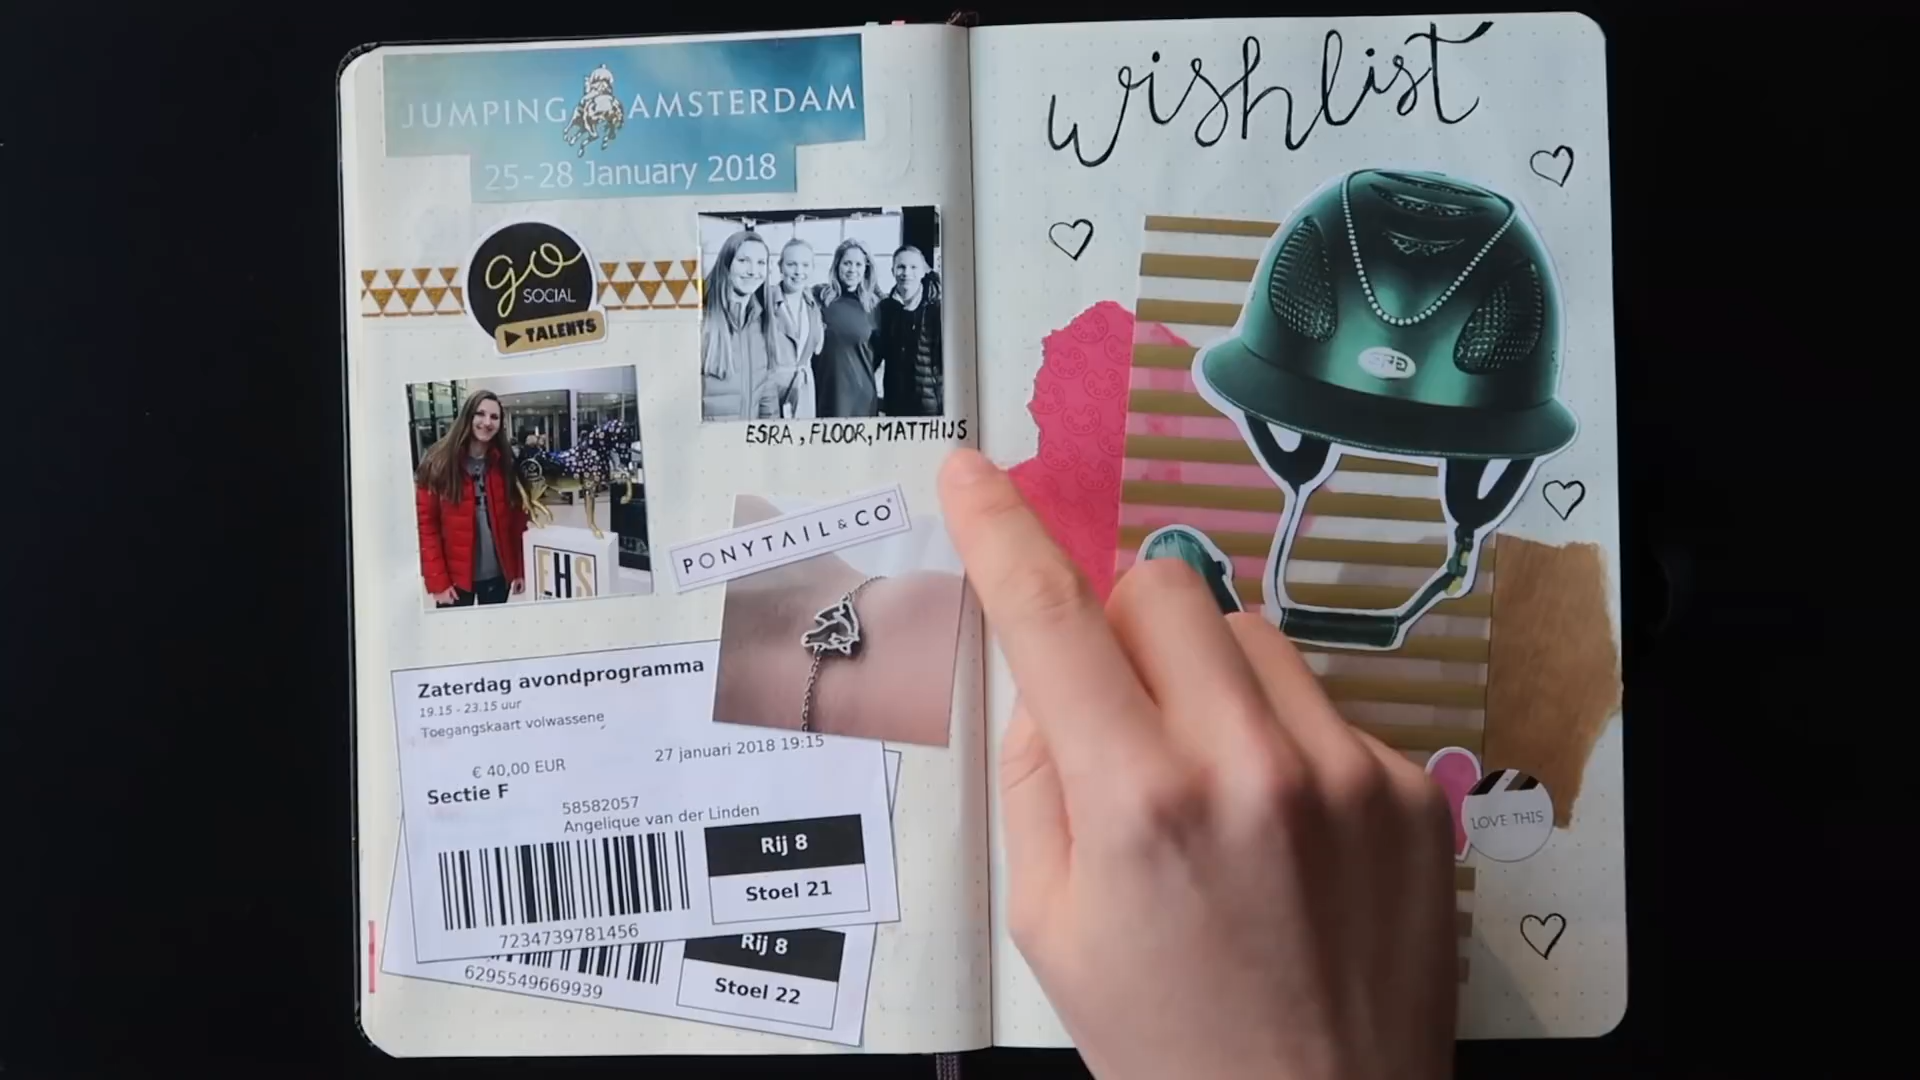 JUMPING AMSTERDAM
25-28 January 2018
go
SOCIAL
TALENTS
ESRA, FLOOR, MATTHIJS
EHS
PONYTAIL & CO
Zaterdag avondprogramma
19.15 - 23.15 uur
Toegangskaart volwassene
27 januari 2018 19:15
€ 40,00 EUR
Sectie F
58582057
Angelique van der Linden
Rij 8
Stoel 21
7234739781456
Rij 8
Stoel 22
6295549669939
wishlist
LOVE THIS